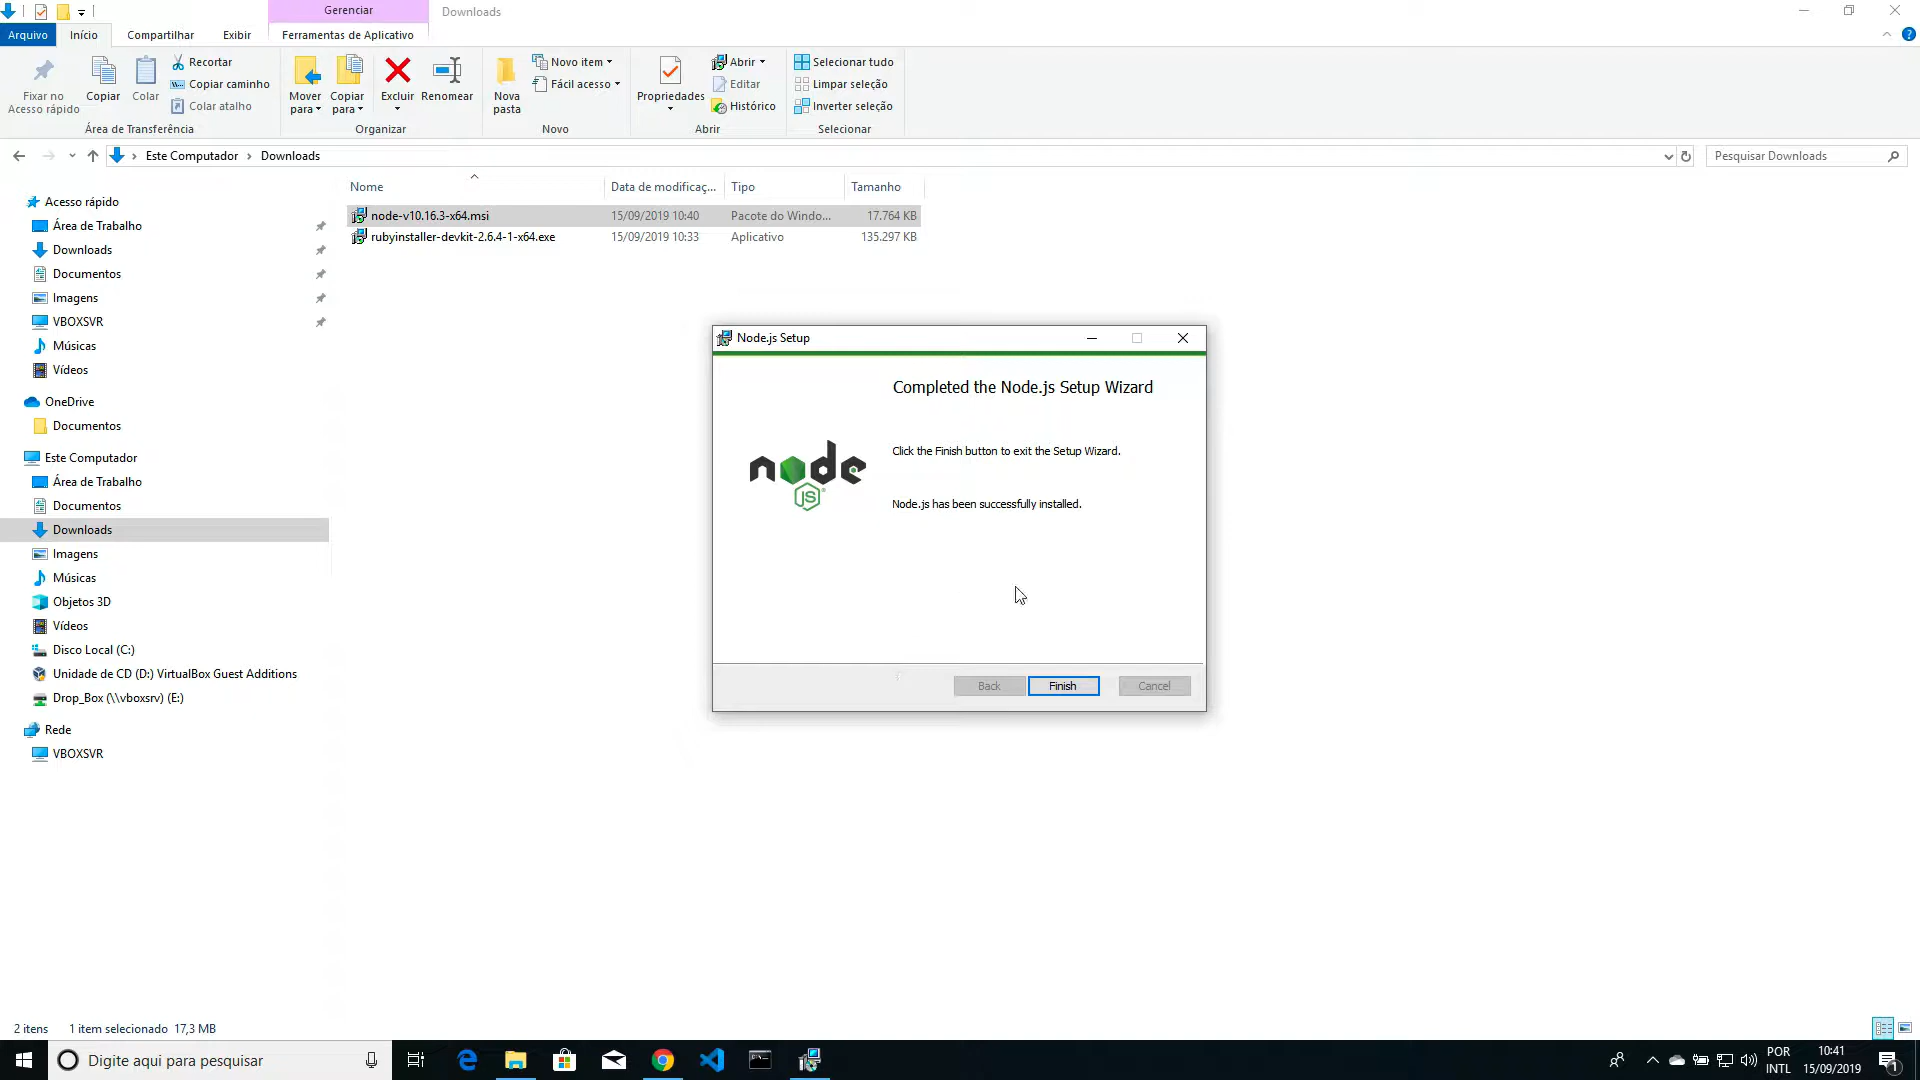 Gerenciar
Downloads
Arquivo
Início
Compartilhar
Exibir
Ferramentas de Aplicativo
Fixar no
Acesso rápido
Copiar
Colar
Recortar
Copiar caminho
Colar atalho
Área de Transferência
Mover
para
Copiar
para
Excluir
Renomear
Organizar
Nova
pasta
Novo item
Fácil acesso
Novo
Propriedades
Abrir
Editar
Histórico
Abrir
Selecionar tudo
Limpar seleção
Inverter seleção
Selecionar
Este Computador
Downloads
Pesquisar Downloads
Nome
Data de modificaç...
Tipo
Tamanho
node-v10.16.3-x64.msi
15/09/2019 10:40
Pacote do Windo...
17.764 KB
rubyinstaller-devkit-2.6.4-1-x64.exe
15/09/2019 10:33
Aplicativo
135.297 KB
Acesso rápido
Área de Trabalho
Downloads
Documentos
Imagens
VBOXSVR
Músicas
Vídeos
OneDrive
Documentos
Este Computador
Área de Trabalho
Documentos
Downloads
Imagens
Músicas
Objetos 3D
Vídeos
Disco Local (C:)
Unidade de CD (D:) VirtualBox Guest Additions
Drop_Box (\\vboxsrv) (E:)
Rede
VBOXSVR
Node.js Setup
Completed the Node.js Setup Wizard
Click the Finish button to exit the Setup Wizard.
node
JS
Node.js has been successfully installed.
Back
Finish
Cancel
2 itens
1 item selecionado 17,3 MB
Digite aqui para pesquisar
POR
INTL
10:41
15/09/2019
1